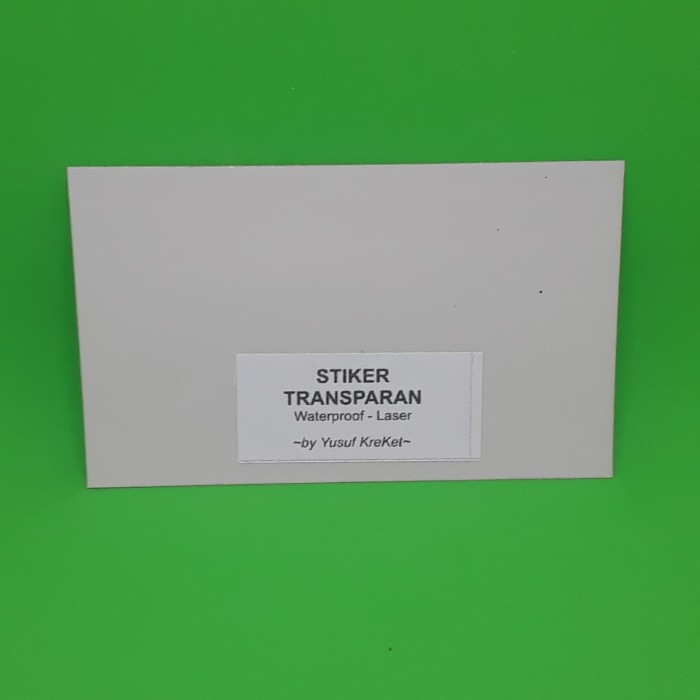 STIKER
TRANSPARAN
Waterproof - Laser
~by Yusuf KreKet~